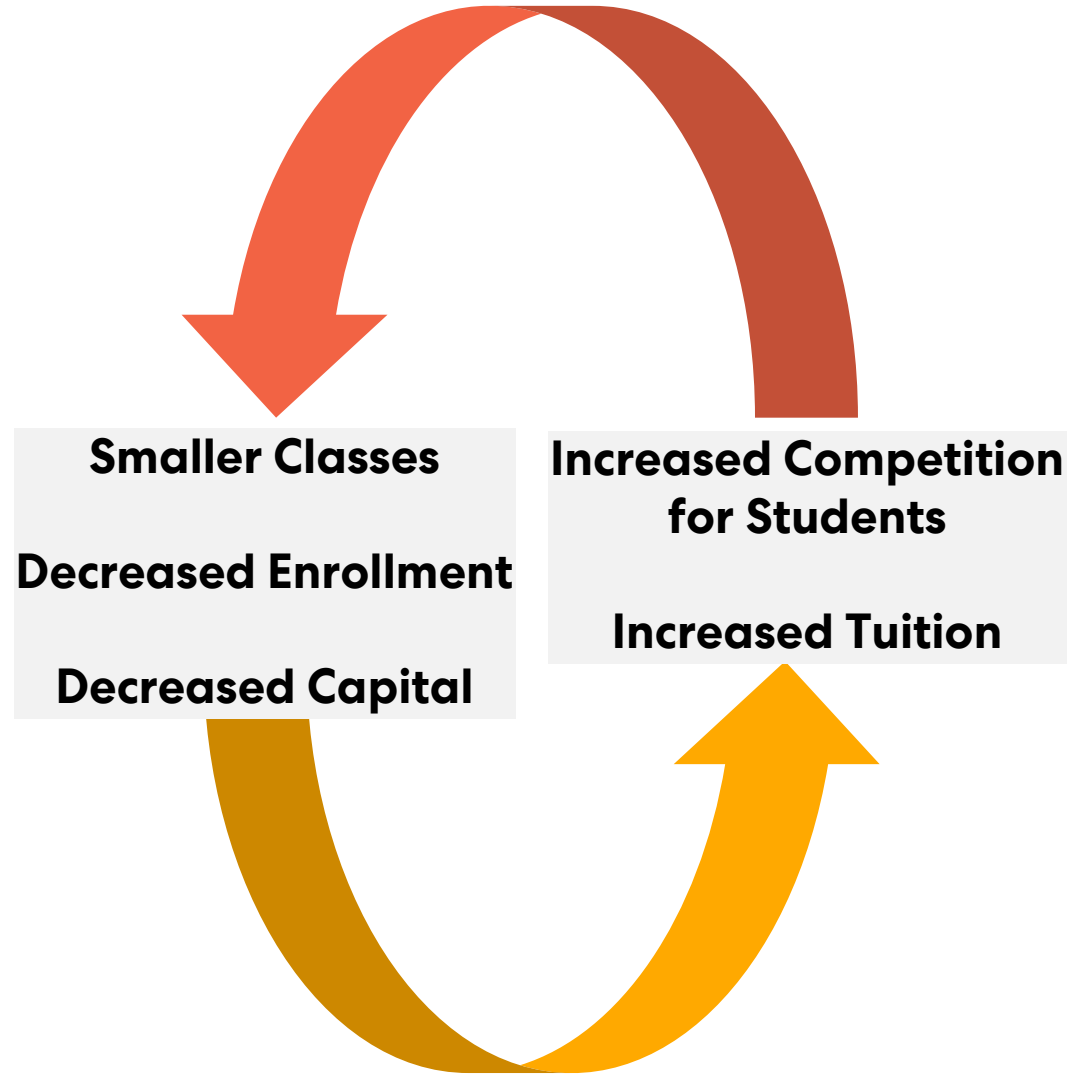 Smaller Classes
Decreased Enrollment
Decreased Capital
Increased Competition
for Students
Increased Tuition